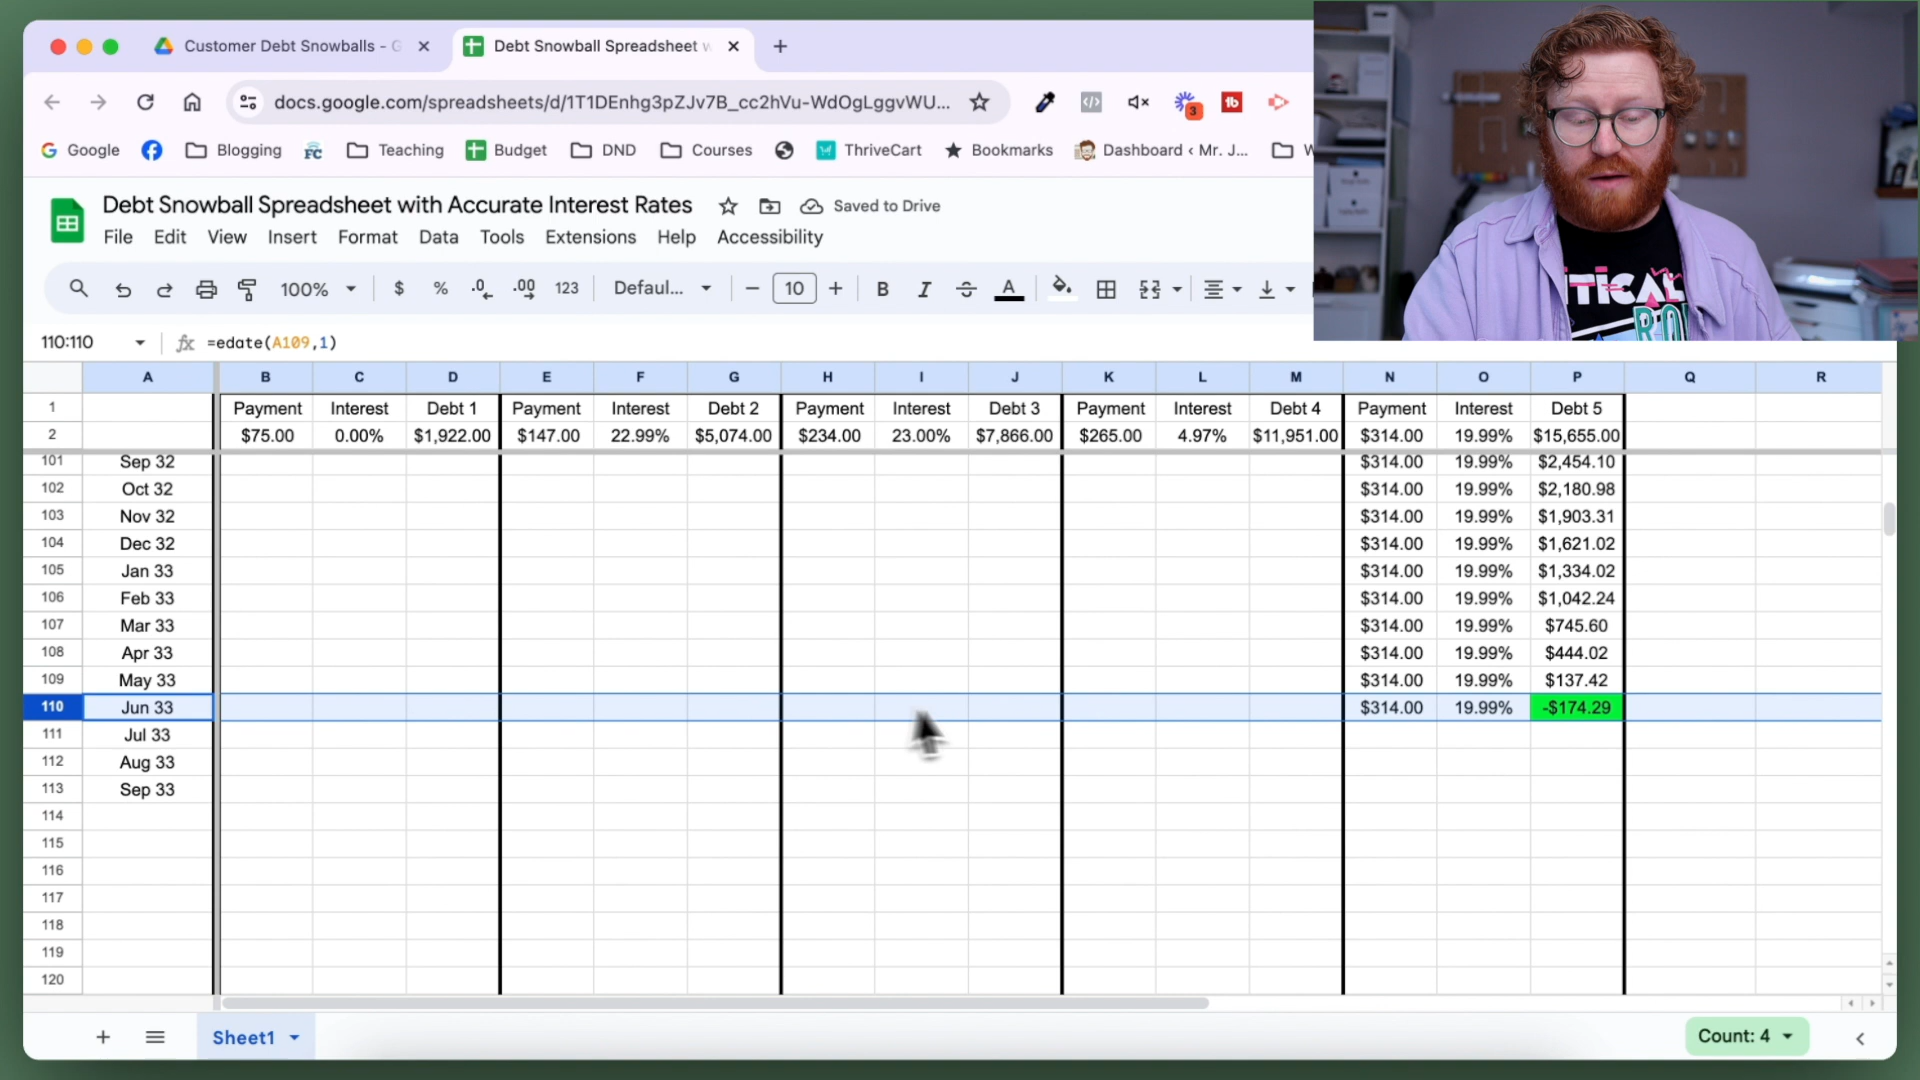 Customer Debt Snowballs - G
Debt Snowball Spreadsheet w
docs.google.com/spreadsheets/d/1T1DEnhg3pZJv7B_cc2hVu-WdOgLggvWU...
3
Google
Blogging
FC
Teaching
Budget
DND
Courses
ThriveCart
Bookmarks
Dashboard ‹ Mr. J...
Debt Snowball Spreadsheet with Accurate Interest Rates
Saved to Drive
File Edit View Insert Format Data Tools Extensions Help Accessibility
100% $ % .0 .00 123 Defaul... − 10 + B I S A
110:110 fx =edate(A109,1)
A B C D E F G H I J K L M N O P Q R
1 Payment Interest Debt 1 Payment Interest Debt 2 Payment Interest Debt 3 Payment Interest Debt 4 Payment Interest Debt 5
2 $75.00 0.00% $1,922.00 $147.00 22.99% $5,074.00 $234.00 23.00% $7,866.00 $265.00 4.97% $11,951.00 $314.00 19.99% $15,655.00
101 Sep 32 $314.00 19.99% $2,454.10
102 Oct 32 $314.00 19.99% $2,180.98
103 Nov 32 $314.00 19.99% $1,903.31
104 Dec 32 $314.00 19.99% $1,621.02
105 Jan 33 $314.00 19.99% $1,334.02
106 Feb 33 $314.00 19.99% $1,042.24
107 Mar 33 $314.00 19.99% $745.60
108 Apr 33 $314.00 19.99% $444.02
109 May 33 $314.00 19.99% $137.42
110 Jun 33 $314.00 19.99% -$174.29
111 Jul 33
112 Aug 33
113 Sep 33
114
115
116
117
118
119
120
Sheet1
Count: 4